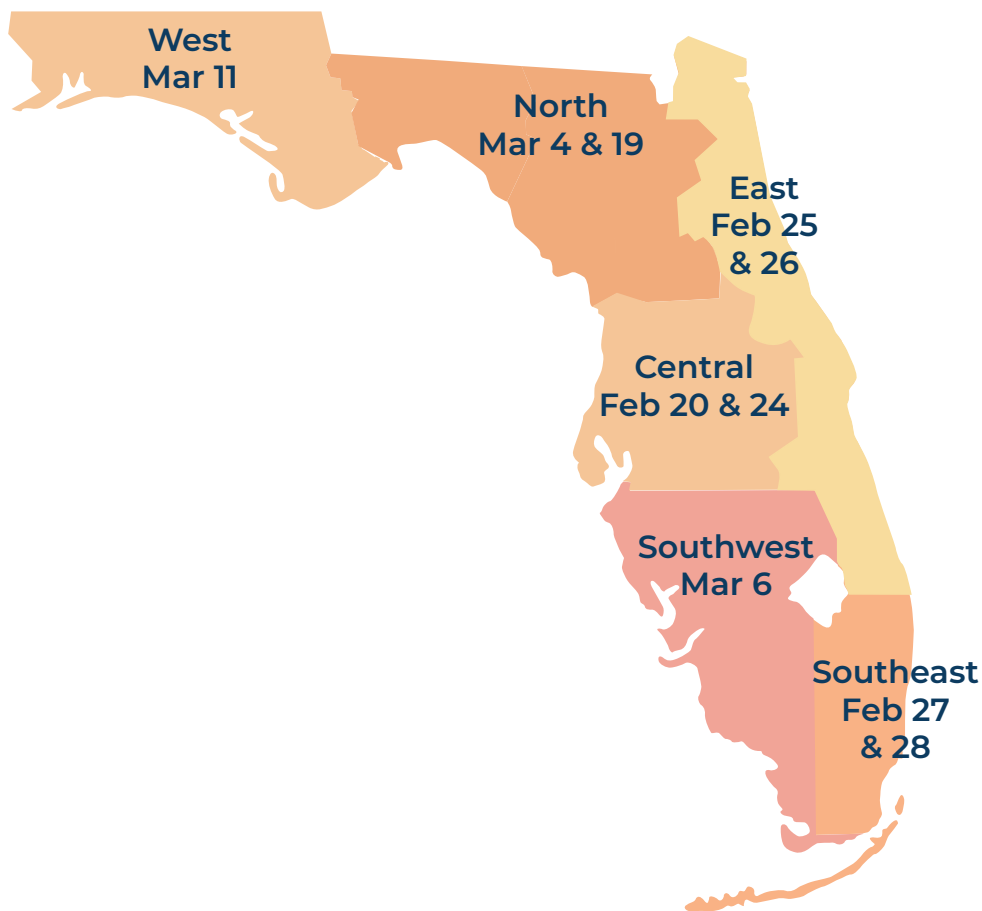 West
Mar 11
North
Mar 4 & 19
East
Feb 25
& 26
Central
Feb 20 & 24
Southwest
Mar 6
Southeast
Feb 27
& 28